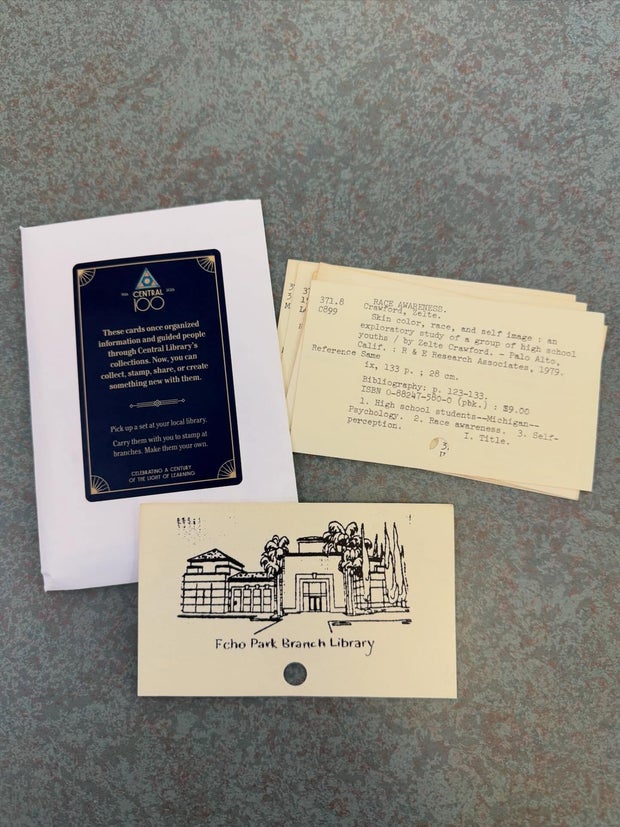 1926 2026
CENTRAL
100
These cards once organized
information and guided people
through Central Library's
collections. Now, you can
collect, stamp, share, or create
something new with them.
Pick up a set at your local library.
Carry them with you to stamp at
branches. Make them your own.
CELEBRATING A CENTURY
OF THE LIGHT OF LEARNING
371.8 RACE AWARENESS.
C899 Crawford, Zelte.
Skin color, race, and self image : an
exploratory study of a group of high school
youths / by Zelte Crawford. - Palo Alto,
Calif. : R & E Research Associates, 1979.
Reference Same
ix, 133 p. ; 28 cm.
Bibliography: p. 123-133.
ISBN 0-88247-580-0 (pbk.) : $9.00
1. High school students--Michigan--
Psychology. 2. Race awareness. 3. Self-
perception. I. Title.
Echo Park Branch Library